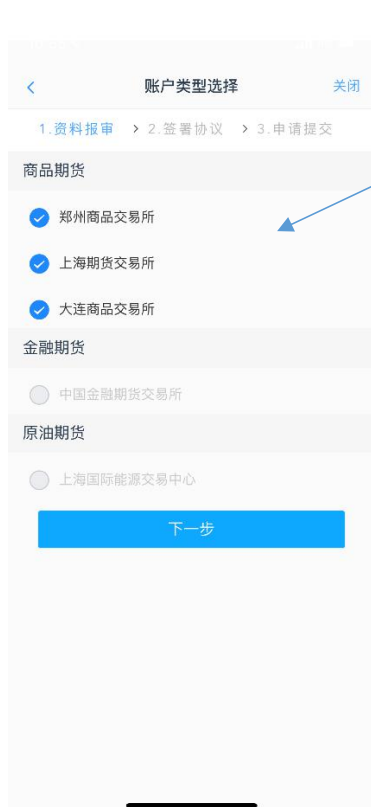 账户类型选择 关闭
1.资料报审 > 2.签署协议 > 3.申请提交
商品期货
郑州商品交易所
上海期货交易所
大连商品交易所
金融期货
中国金融期货交易所
原油期货
上海国际能源交易中心
下一步